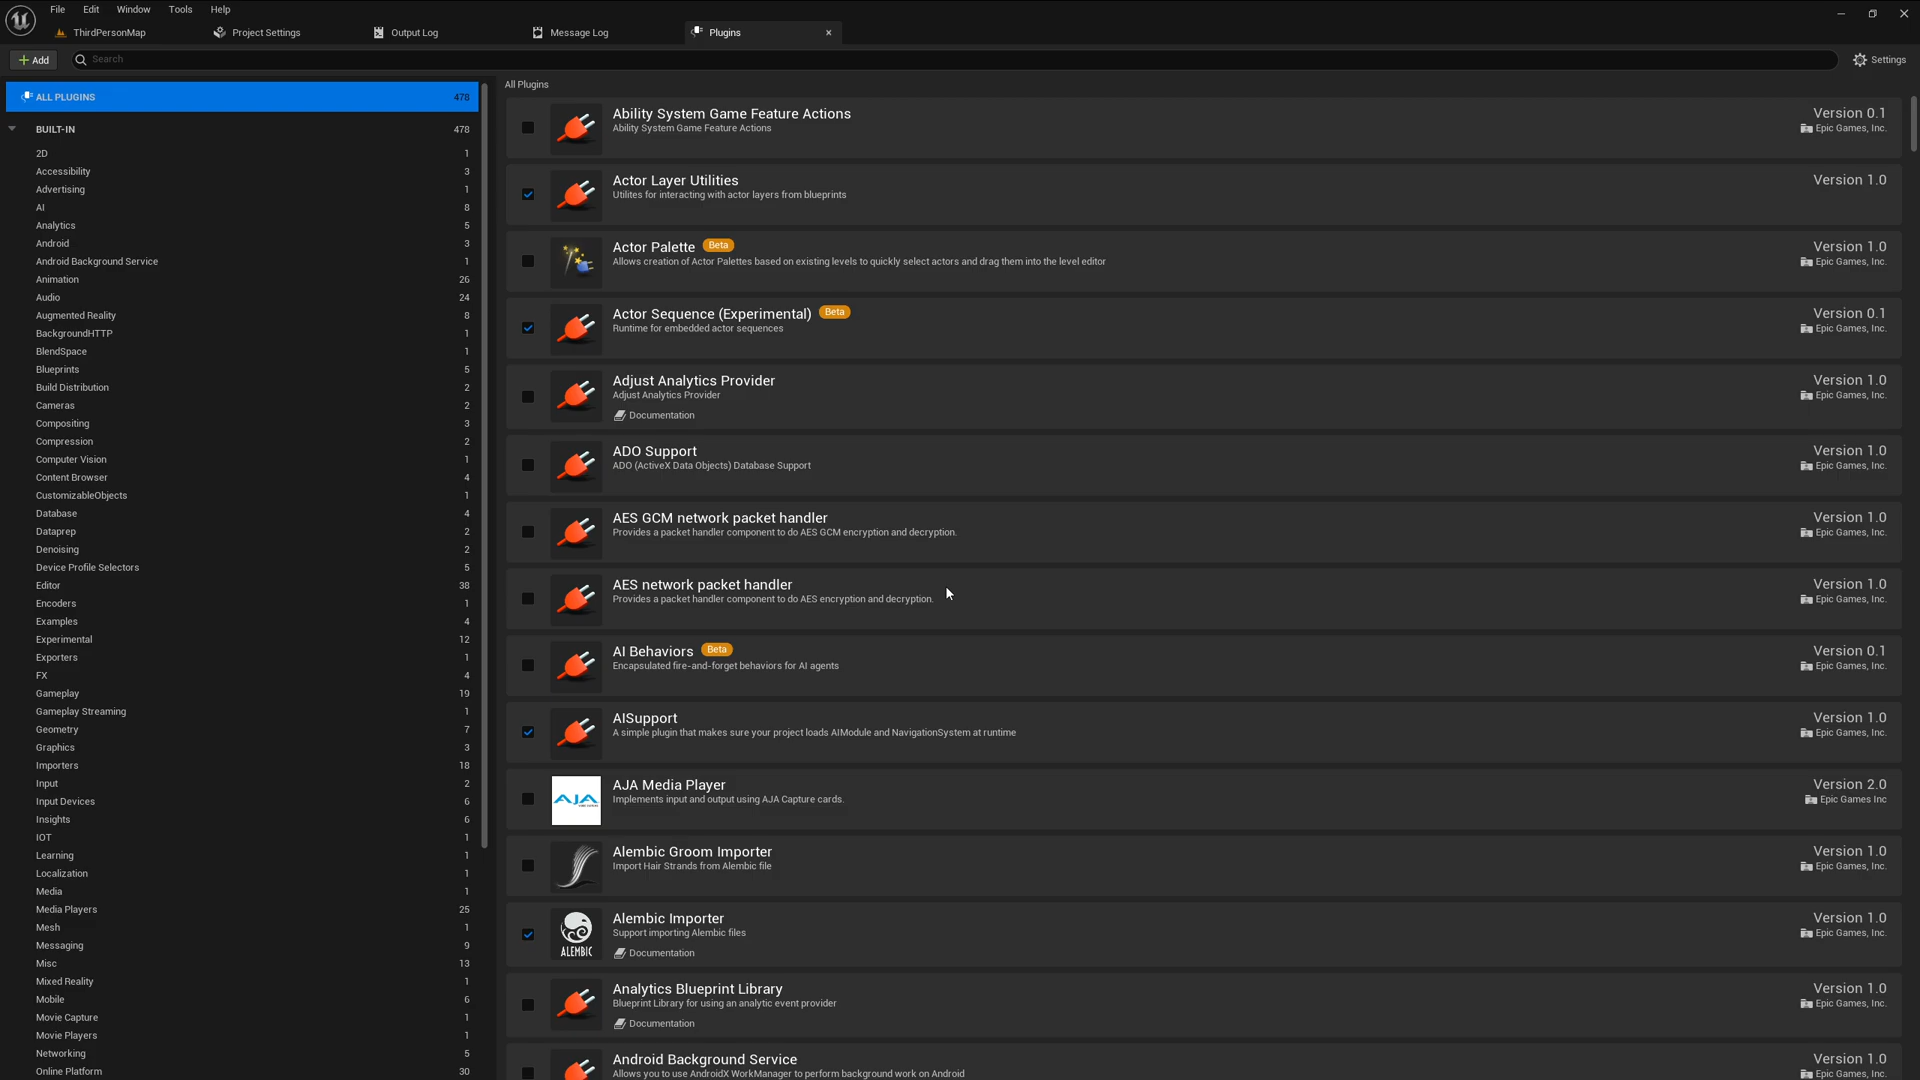 File Edit Window Tools Help
ThirdPersonMap Project Settings Output Log Message Log Plugins
Add Search Settings
ALL PLUGINS 478
BUILT-IN 478
2D 1
Accessibility 3
Advertising 1
AI 8
Analytics 5
Android 3
Android Background Service 1
Animation 26
Audio 24
Augmented Reality 8
BackgroundHTTP 1
BlendSpace 1
Blueprints 5
Build Distribution 2
Cameras 2
Compositing 3
Compression 2
Computer Vision 1
Content Browser 4
CustomizableObjects 1
Database 4
Dataprep 2
Denoising 2
Device Profile Selectors 5
Editor 38
Encoders 1
Examples 4
Experimental 12
Exporters 1
FX 4
Gameplay 19
Gameplay Streaming 1
Geometry 7
Graphics 3
Importers 18
Input 2
Input Devices 6
Insights 6
IOT 1
Learning 1
Localization 1
Media 1
Media Players 25
Mesh 1
Messaging 9
Misc 13
Mixed Reality 1
Mobile 6
Movie Capture 1
Movie Players 1
Networking 5
Online Platform 30
All Plugins
Ability System Game Feature Actions Version 0.1
Ability System Game Feature Actions Epic Games, Inc.
Actor Layer Utilities Version 1.0
Utilites for interacting with actor layers from blueprints
Actor Palette Beta Version 1.0
Allows creation of Actor Palettes based on existing levels to quickly select actors and drag them into the level editor Epic Games, Inc.
Actor Sequence (Experimental) Beta Version 0.1
Runtime for embedded actor sequences Epic Games, Inc.
Adjust Analytics Provider Version 1.0
Adjust Analytics Provider Epic Games, Inc.
Documentation
ADO Support Version 1.0
ADO (ActiveX Data Objects) Database Support Epic Games, Inc.
AES GCM network packet handler Version 1.0
Provides a packet handler component to do AES GCM encryption and decryption. Epic Games, Inc.
AES network packet handler Version 1.0
Provides a packet handler component to do AES encryption and decryption. Epic Games, Inc.
AI Behaviors Beta Version 0.1
Encapsulated fire-and-forget behaviors for AI agents Epic Games, Inc.
AISupport Version 1.0
A simple plugin that makes sure your project loads AIModule and NavigationSystem at runtime Epic Games, Inc.
AJA
AJA Media Player Version 2.0
Implements input and output using AJA Capture cards. Epic Games Inc
Alembic Groom Importer Version 1.0
Import Hair Strands from Alembic file Epic Games, Inc.
Alembic Importer Version 1.0
Support importing Alembic files Epic Games, Inc.
ALEMBIC Documentation
Analytics Blueprint Library Version 1.0
Blueprint Library for using an analytic event provider Epic Games, Inc.
Documentation
Android Background Service Version 1.0
Allows you to use AndroidX WorkManager to perform background work on Android Epic Games, Inc.